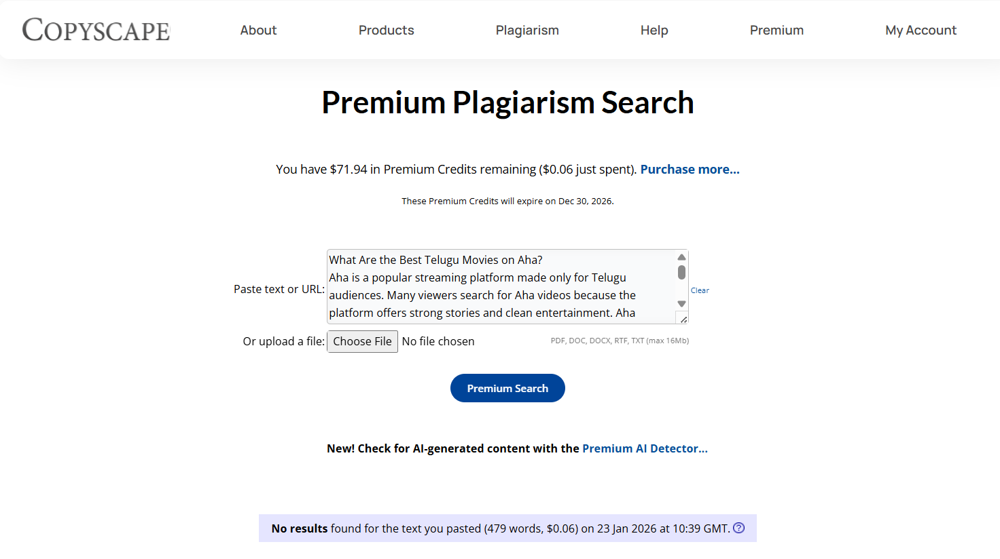 COPYSCAPE
About Products Plagiarism Help Premium My Account
Premium Plagiarism Search
You have $71.94 in Premium Credits remaining ($0.06 just spent). Purchase more...
These Premium Credits will expire on Dec 30, 2026.
Paste text or URL:
What Are the Best Telugu Movies on Aha?
Aha is a popular streaming platform made only for Telugu
audiences. Many viewers search for Aha videos because the
platform offers strong stories and clean entertainment. Aha
Clear
Or upload a file: Choose File No file chosen PDF, DOC, DOCX, RTF, TXT (max 16Mb)
Premium Search
New! Check for AI-generated content with the Premium AI Detector...
No results found for the text you pasted (479 words, $0.06) on 23 Jan 2026 at 10:39 GMT. ?